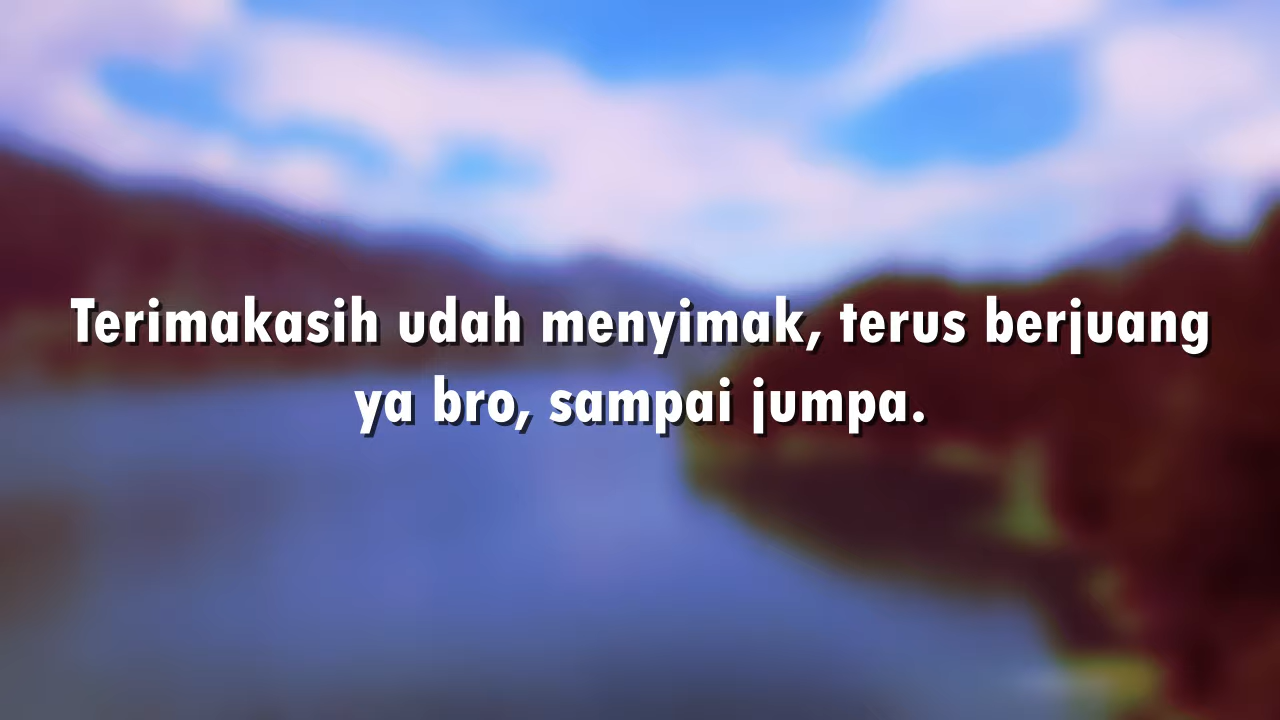 Terimakasih udah menyimak, terus berjuang
ya bro, sampai jumpa.